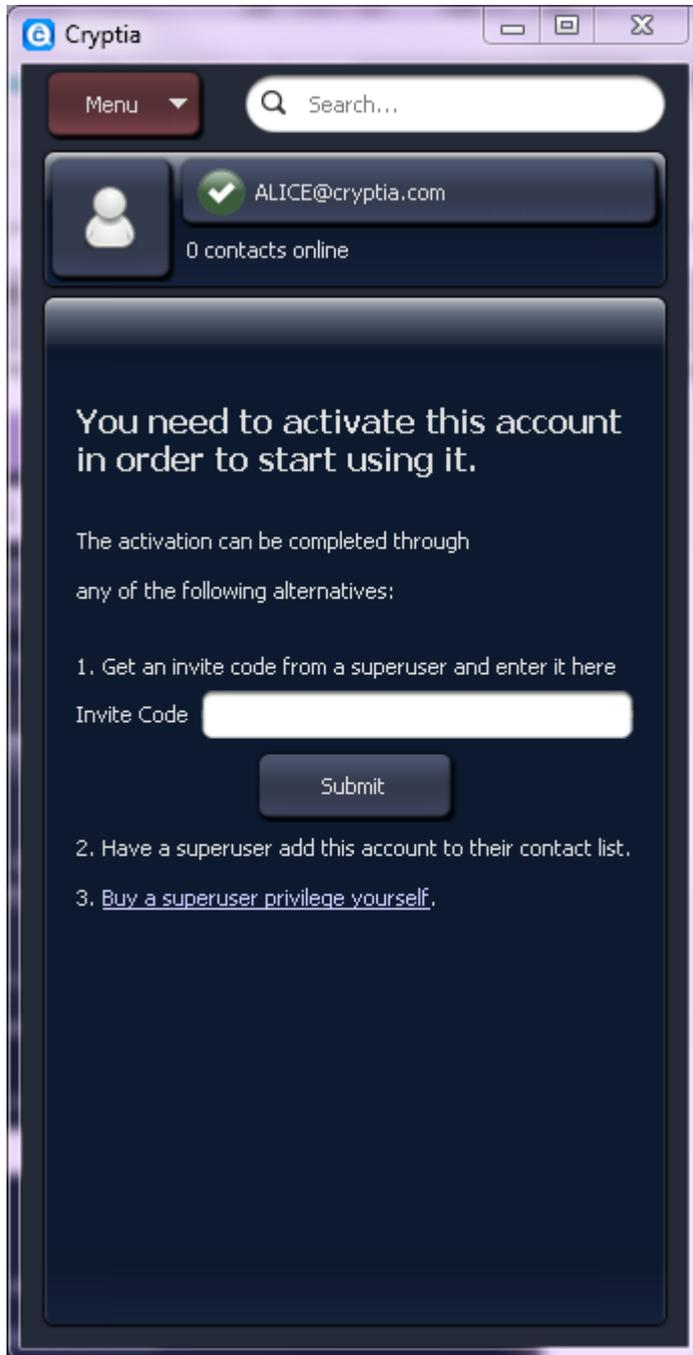 Cryptia
Menu
Search...
ALICE@cryptia.com
0 contacts online
You need to activate this account
in order to start using it.
The activation can be completed through
any of the following alternatives:
1. Get an invite code from a superuser and enter it here
Invite Code
Submit
2. Have a superuser add this account to their contact list.
3. Buy a superuser privilege yourself.